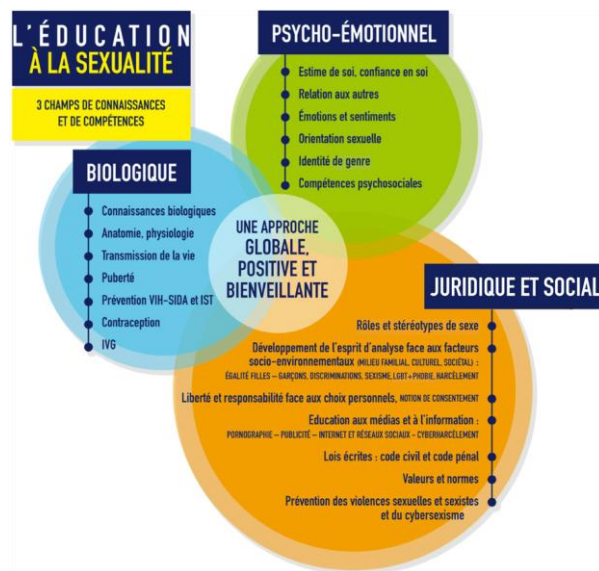 L'ÉDUCATION
À LA SEXUALITÉ
3 CHAMPS DE CONNAISSANCES
ET DE COMPÉTENCES
PSYCHO-ÉMOTIONNEL
Estime de soi, confiance en soi
Relation aux autres
Émotions et sentiments
Orientation sexuelle
Identité de genre
Compétences psychosociales
BIOLOGIQUE
Connaissances biologiques
Anatomie, physiologie
Transmission de la vie
Puberté
Prévention VIH-SIDA et IST
Contraception
IVG
UNE APPROCHE
GLOBALE,
POSITIVE ET
BIENVEILLANTE
JURIDIQUE ET SOCIAL
Rôles et stéréotypes de sexe
Développement de l'esprit d'analyse face aux facteurs
socio-environnementaux (MILIEU FAMILIAL, CULTUREL, SOCIÉTAL) :
ÉGALITÉ FILLES – GARÇONS, DISCRIMINATIONS, SEXISME, LGBT+PHOBIE, HARCÈLEMENT
Liberté et responsabilité face aux choix personnels, NOTION DE CONSENTEMENT
Education aux médias et à l'information :
PORNOGRAPHIE – PUBLICITÉ – INTERNET ET RÉSEAUX SOCIAUX – CYBERHARCÈLEMENT
Lois écrites : code civil et code pénal
Valeurs et normes
Prévention des violences sexuelles et sexistes
et du cybersexisme